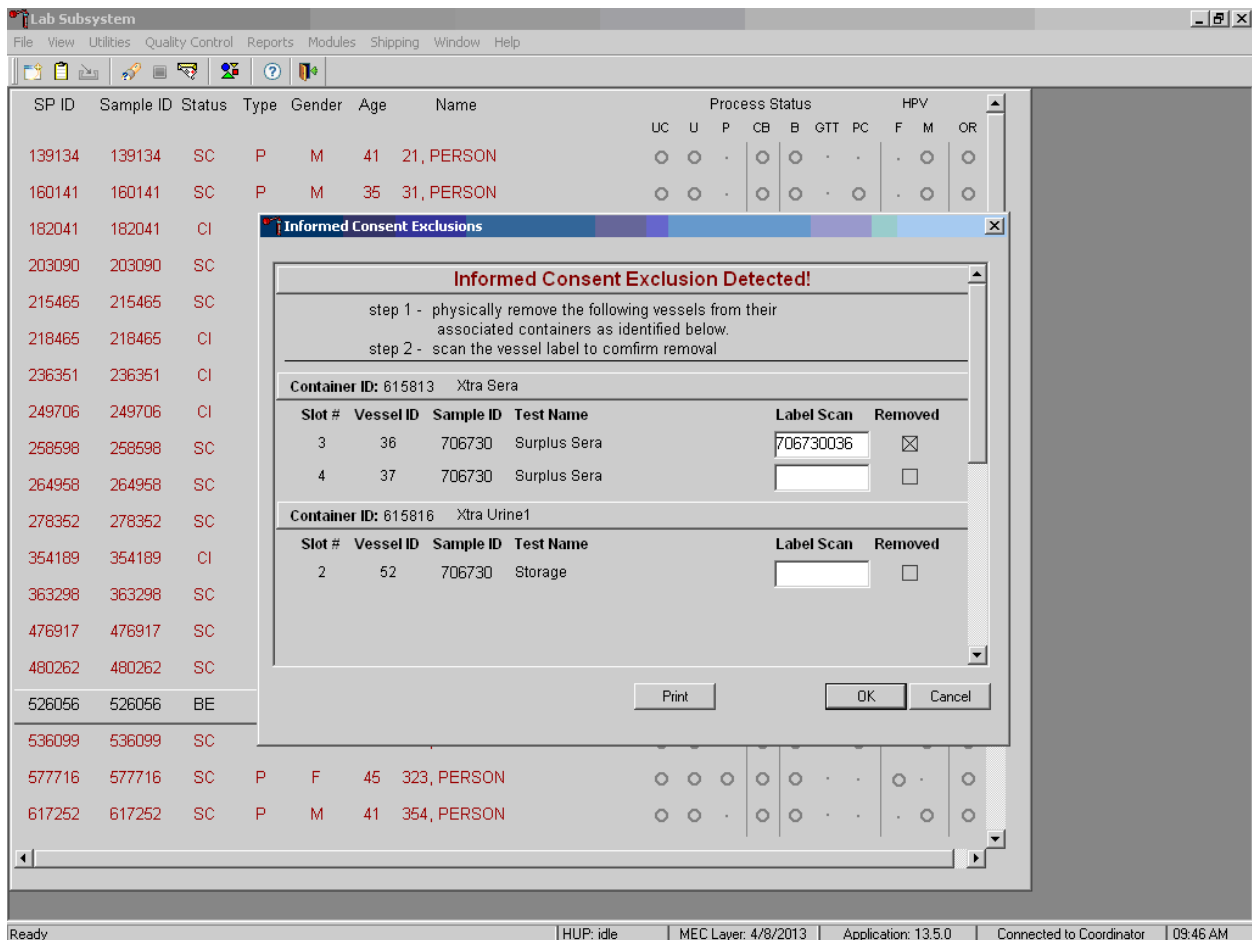 Lab Subsystem
File View Utilities Quality Control Reports Modules Shipping Window Help
SP ID Sample ID Status Type Gender Age Name Process Status HPV
UC U P CB B GTT PC F M OR
139134 139134 SC P M 41 21, PERSON
160141 160141 SC P M 35 31, PERSON
182041 182041 CI
203090 203090 SC
215465 215465 SC
218465 218465 CI
236351 236351 CI
249706 249706 CI
258598 258598 SC
264958 264958 SC
278352 278352 SC
354189 354189 CI
363298 363298 SC
476917 476917 SC
480262 480262 SC
526056 526056 BE
536099 536099 SC
577716 577716 SC P F 45 323, PERSON
617252 617252 SC P M 41 354, PERSON
Informed Consent Exclusions
Informed Consent Exclusion Detected!
step 1 - physically remove the following vessels from their
associated containers as identified below.
step 2 - scan the vessel label to comfirm removal
Container ID: 615813 Xtra Sera
Slot # Vessel ID Sample ID Test Name Label Scan Removed
3 36 706730 Surplus Sera 706730036
4 37 706730 Surplus Sera
Container ID: 615816 Xtra Urine1
Slot # Vessel ID Sample ID Test Name Label Scan Removed
2 52 706730 Storage
Print OK Cancel
Ready HUP: idle MEC Layer: 4/8/2013 Application: 13.5.0 Connected to Coordinator 09:46 AM